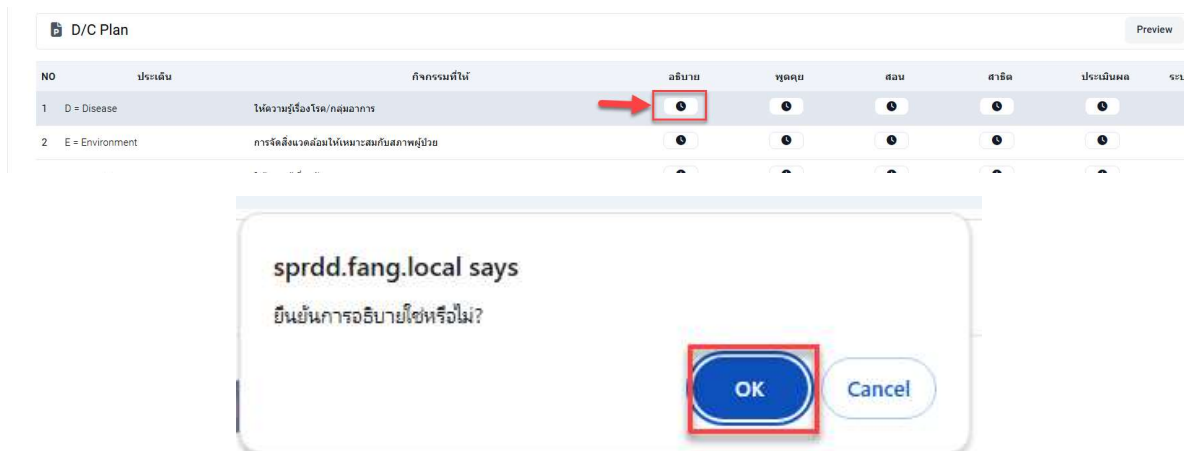 D/C Plan
Preview
NO ประเด็น กิจกรรมที่ให้ อธิบาย พูดคุย สอน สาธิต ประเมินผล
1 D = Disease ให้ความรู้เรื่องโรค/กลุ่มอาการ
2 E = Environment การจัดสิ่งแวดล้อมให้เหมาะสมกับสภาพผู้ป่วย
sprdd.fang.local says
ยืนยันการอธิบายใช่หรือไม่?
OK Cancel